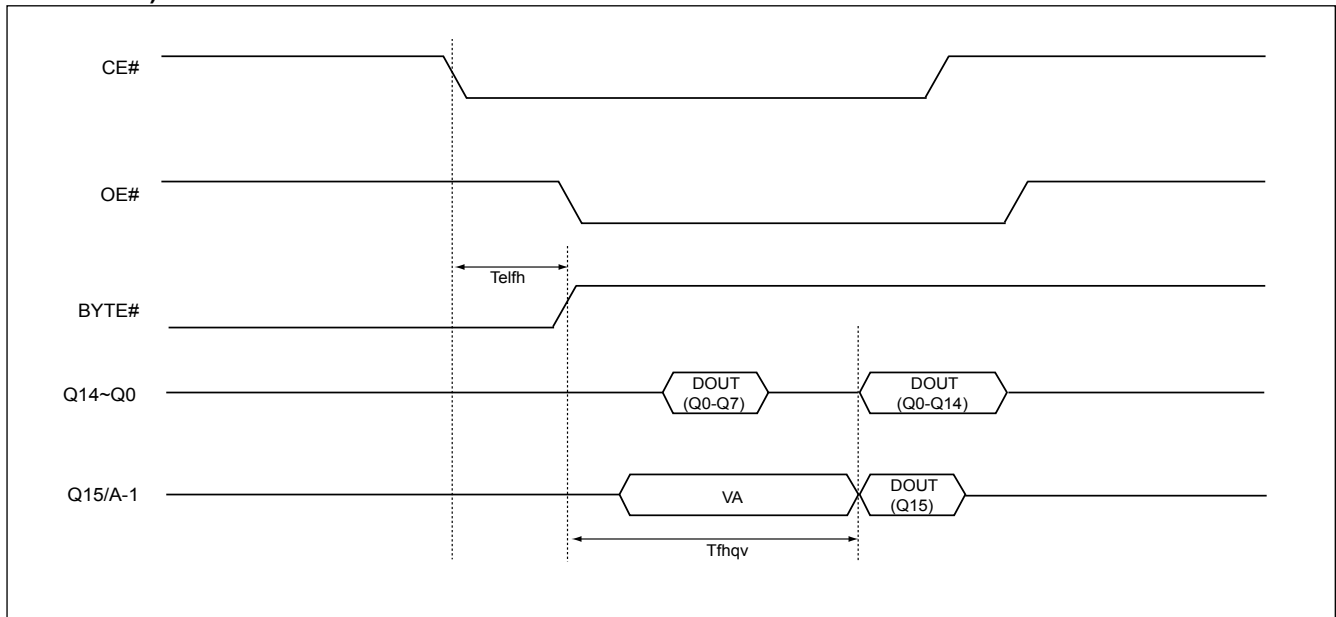 CE#
OE#
Telfh
BYTE#
Q14~Q0
DOUT
(Q0-Q7)
DOUT
(Q0-Q14)
Q15/A-1
VA
DOUT
(Q15)
Tfhqv